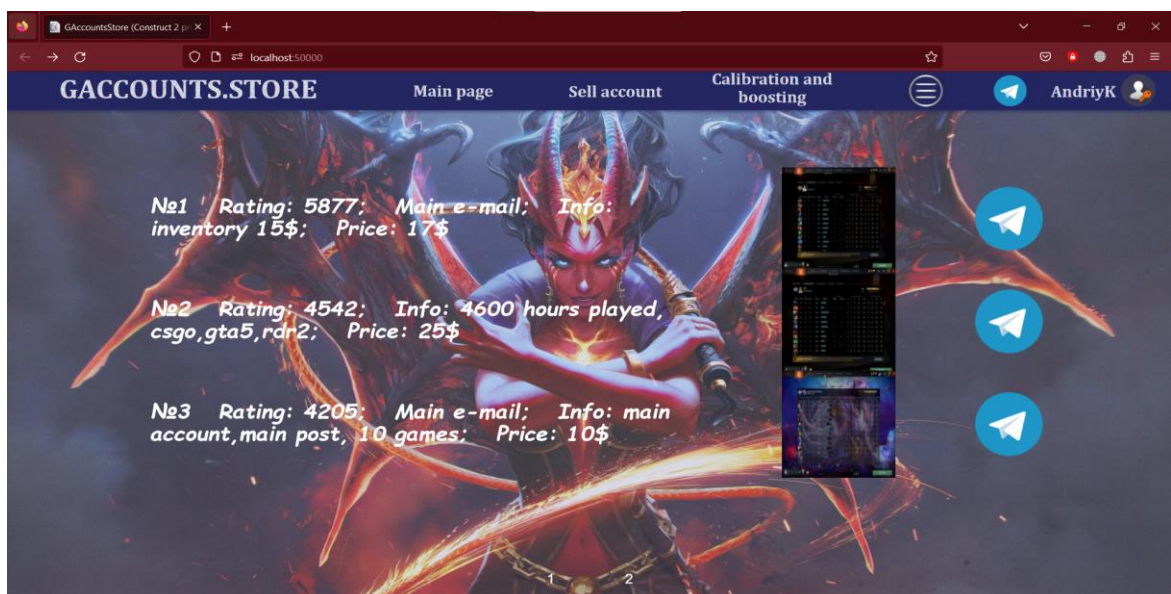 GAccountsStore (Construct 2 pr
localhost:50000
GACCOUNTS.STORE
Main page
Sell account
Calibration and
boosting
AndriyK
№1 Rating: 5877; Main e-mail; Info:
inventory 15$; Price: 17$
№2 Rating: 4542; Info: 4600 hours played,
csgo,gta5,rdr2; Price: 25$
№3 Rating: 4205; Main e-mail; Info: main
account,main post, 10 games; Price: 10$
1 2